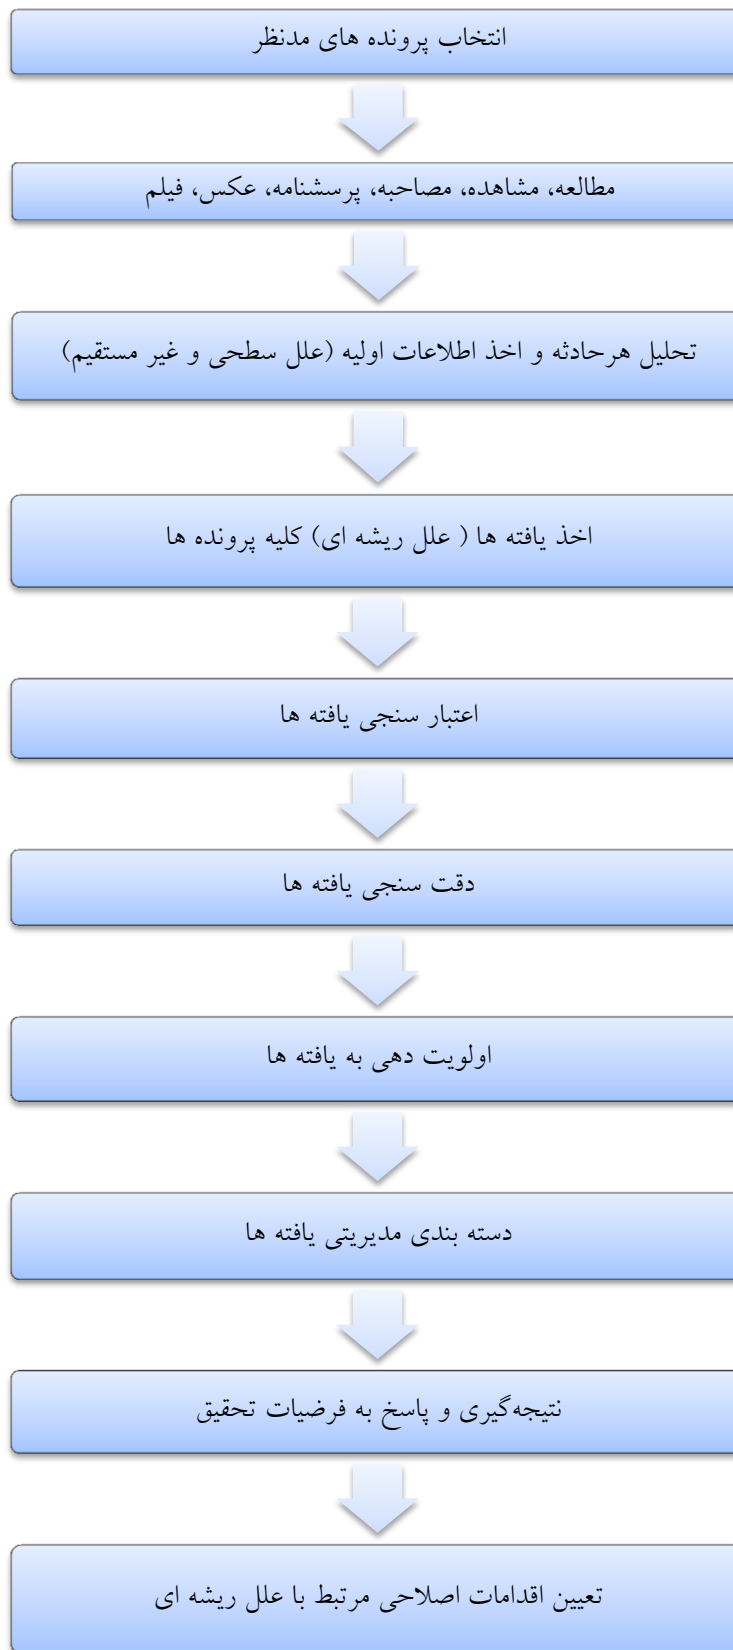 انتخاب پرونده های مدنظر
مطالعه، مشاهده، مصاحبه، پرسشنامه، عکس، فیلم
تحلیل هرحادثه و اخذ اطلاعات اولیه (علل سطحی و غیر مستقیم)
اخذ یافته ها ( علل ریشه ای) کلیه پرونده ها
اعتبار سنجی یافته ها
دقت سنجی یافته ها
اولویت دهی به یافته ها
دسته بندی مدیریتی یافته ها
نتیجه‌گیری و پاسخ به فرضیات تحقیق
تعیین اقدامات اصلاحی مرتبط با علل ریشه ای